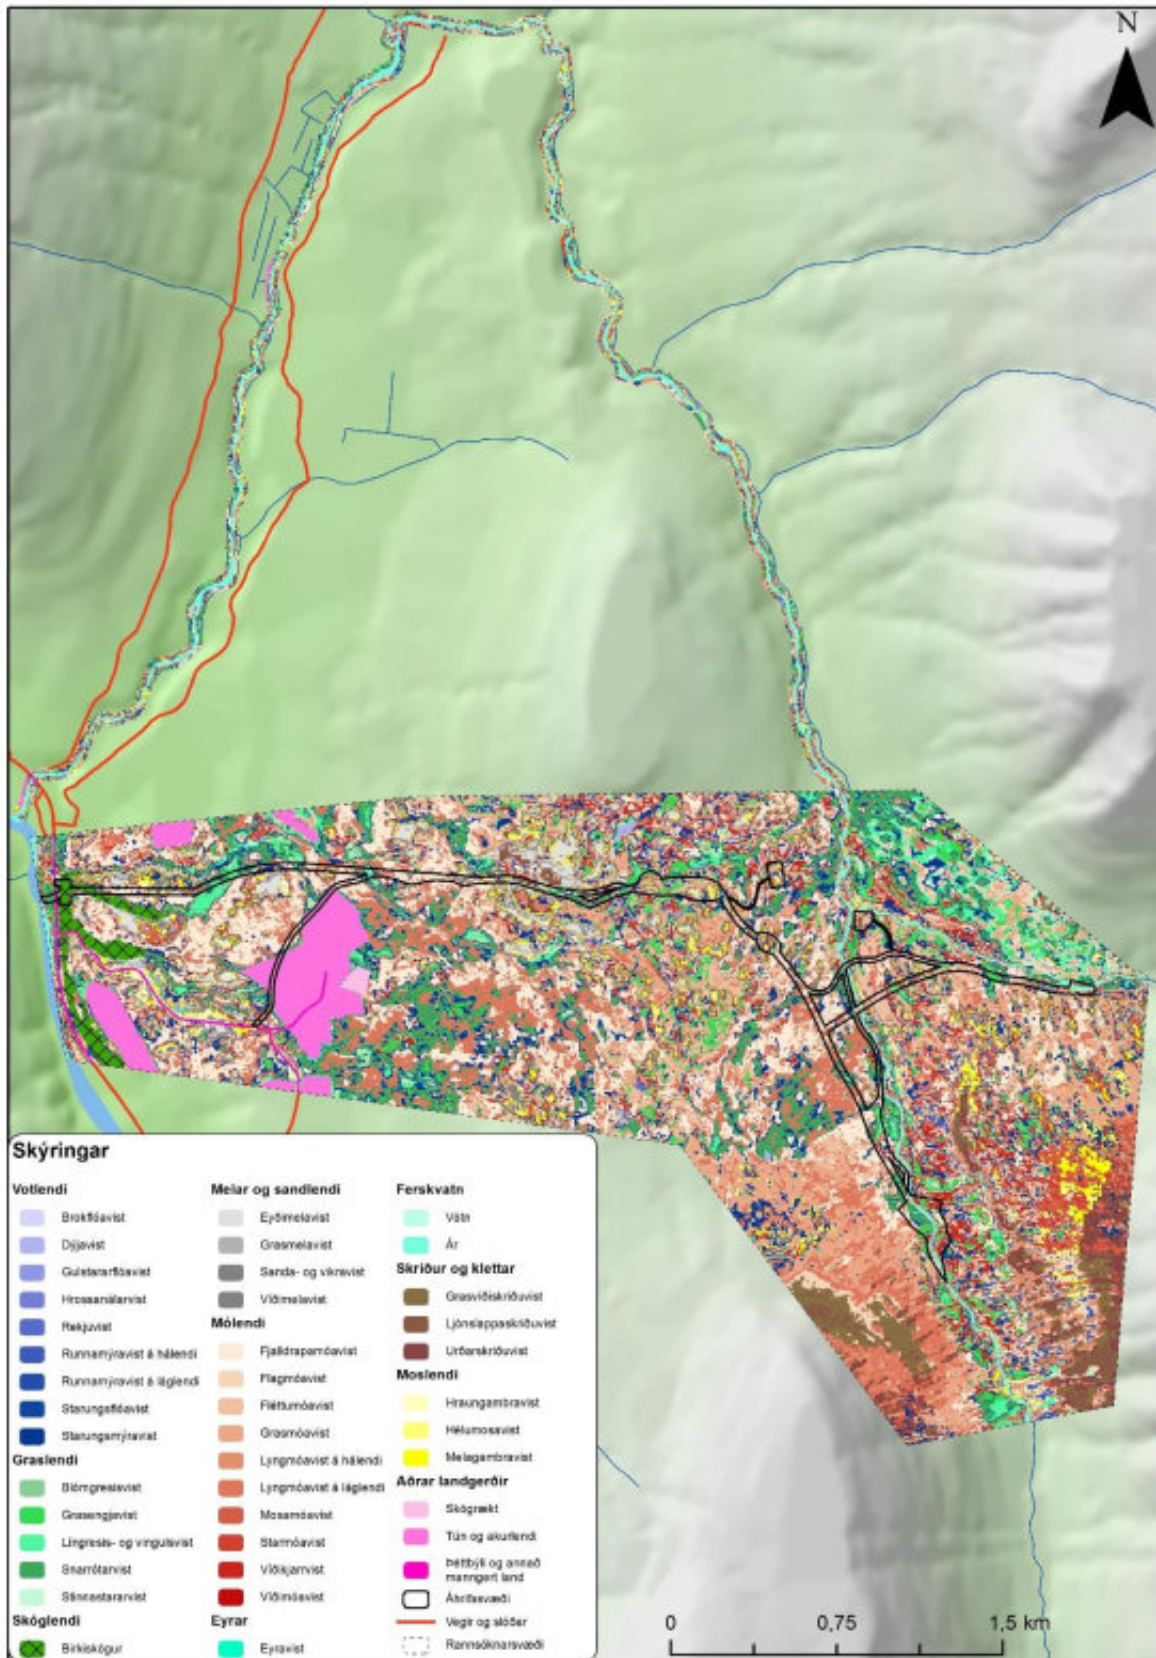 N
Skýringar
Votlendi
Brokflóavist
Dýjavist
Gulstararflóavist
Hrossanálarvist
Rekjuvist
Runnamýravist á hálendi
Runnamýravist á láglendi
Starungsflóavist
Starungsmýravist
Graslendi
Blómgresisvist
Grasengjavist
Língresis- og vingulsvist
Snarrótarvist
Stinnastararvist
Skóglendi
Birkiskógur
Melar og sandlendi
Eyðimelavist
Grasmelavist
Sanda- og vikravist
Víðimelavist
Mólendi
Fjalldrapamóavist
Flagmóavist
Fléttumóavist
Grasmóavist
Lyngmóavist á hálendi
Lyngmóavist á láglendi
Mosamóavist
Starmóavist
Víðikjarrvist
Víðimóavist
Eyrar
Eyravist
Ferskvatn
Vötn
Ár
Skriður og klettar
Grasvíðiskriðuvist
Ljónslappaskriðuvist
Urðarskriðuvist
Moslendi
Hraungambravist
Hélumosavist
Melagambravist
Aðrar landgerðir
Skógrækt
Tún og akurlendi
Þéttbýli og annað
manngert land
Áhrifasvæði
Vegir og slóðar
Rannsóknarsvæði
0 0,75 1,5 km